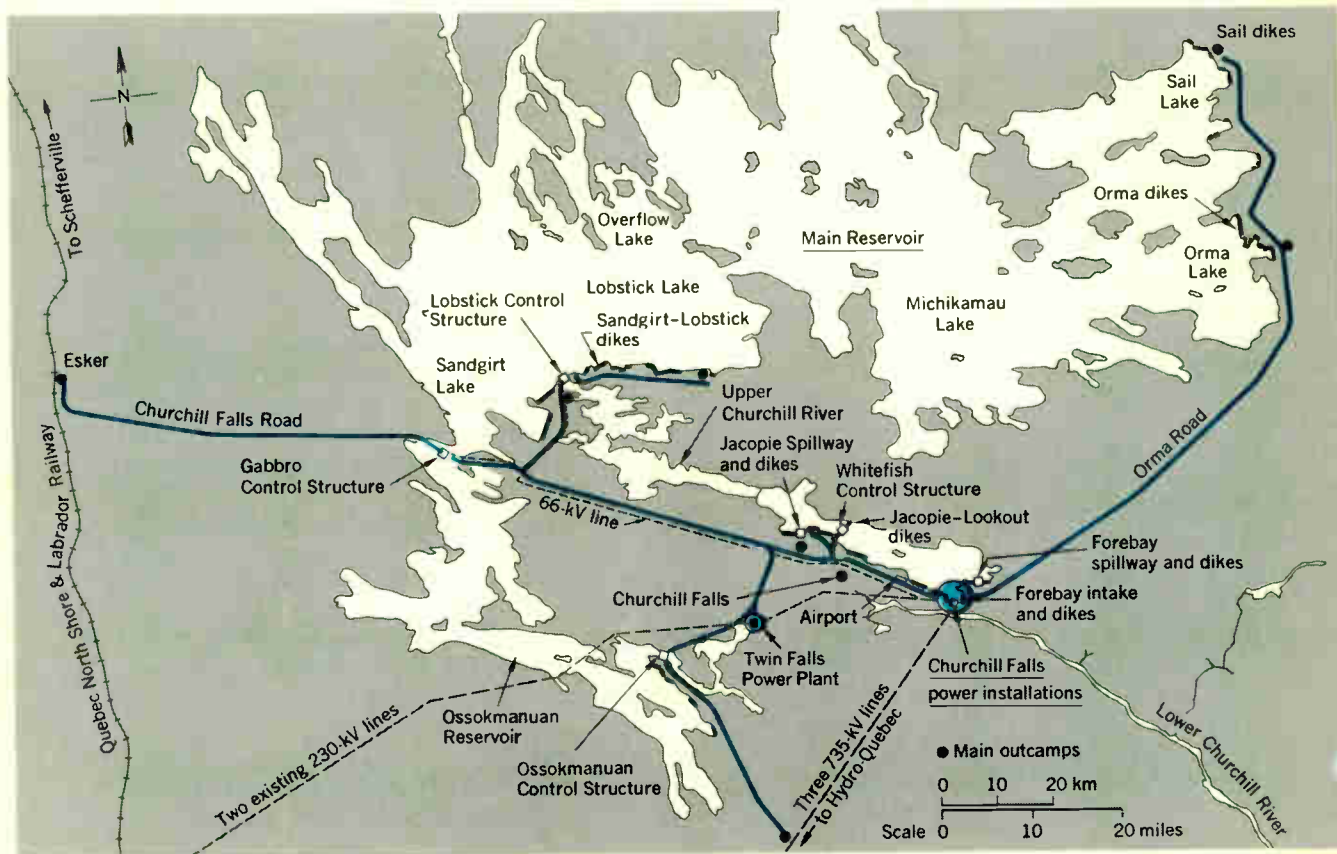 Sail dikes
Sail
Lake
N
To Schefferville
Orma dikes
Overflow
Lake
Main Reservoir
Orma
Lake
Lobstick Control
Structure
Lobstick Lake
Sandgirt-Lobstick
dikes
Michikamau
Lake
Esker
Sandgirt
Lake
Churchill Falls Road
Upper
Churchill River
Orma Road
Gabbro
Control Structure
Jacopie Spillway
and dikes
Whitefish
Control Structure
66-kV line
Jacopie-Lookout
dikes
Forebay
spillway and dikes
Quebec North Shore & Labrador Railway
Churchill Falls
Airport
Forebay intake
and dikes
Twin Falls
Power Plant
Churchill Falls
power installations
Ossokmanuan
Reservoir
Two existing 230-kV lines
Ossokmanuan
Control Structure
Three 735-kV lines
to Hydro-Quebec
Lower Churchill River
Main outcamps
0 10 20 km
Scale 0 10 20 miles